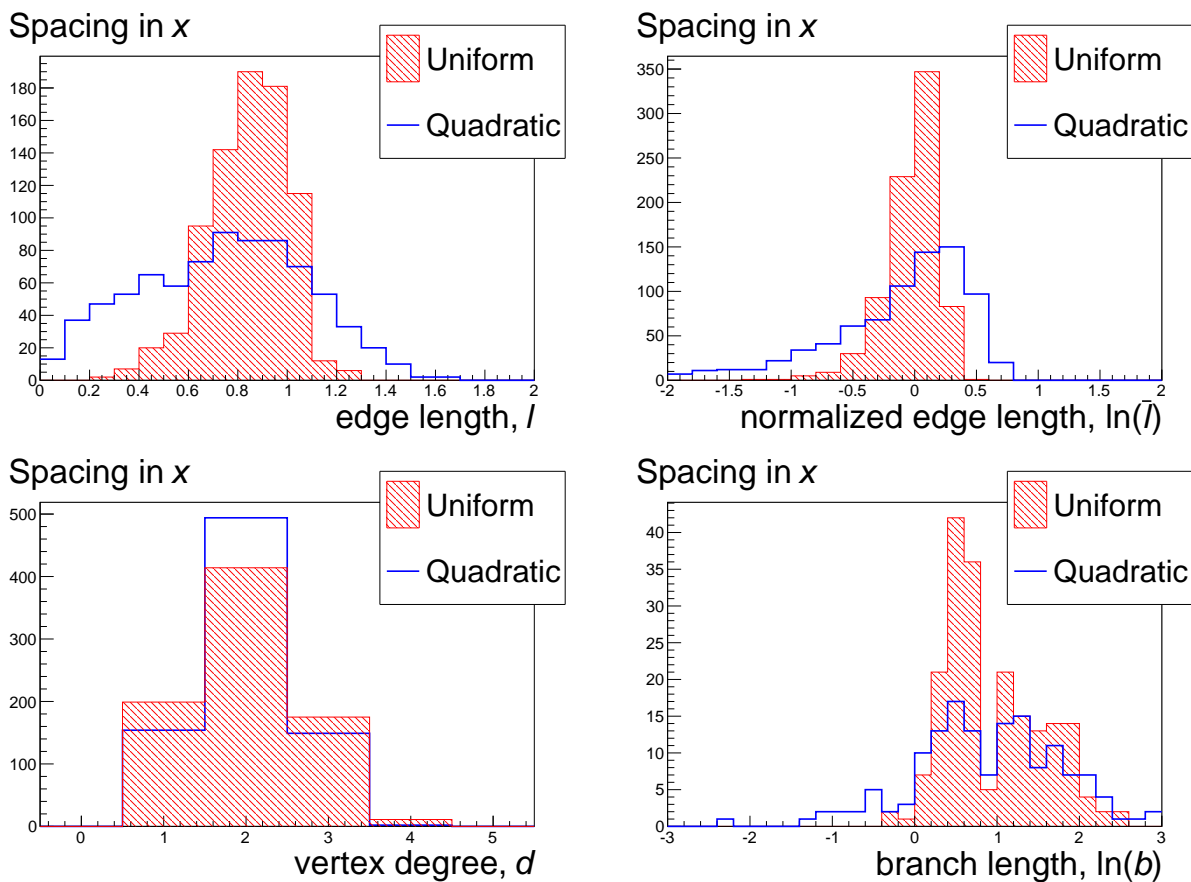 Spacing in x
Uniform
Quadratic
180
160
140
120
100
80
60
40
20
0
0 0.2 0.4 0.6 0.8 1 1.2 1.4 1.6 1.8 2
edge length, l
Spacing in x
Uniform
Quadratic
350
300
250
200
150
100
50
0
-2 -1.5 -1 -0.5 0 0.5 1 1.5 2
normalized edge length, ln(l̄)
Spacing in x
Uniform
Quadratic
500
400
300
200
100
0
0 1 2 3 4 5
vertex degree, d
Spacing in x
Uniform
Quadratic
40
35
30
25
20
15
10
5
0
-3 -2 -1 0 1 2 3
branch length, ln(b)